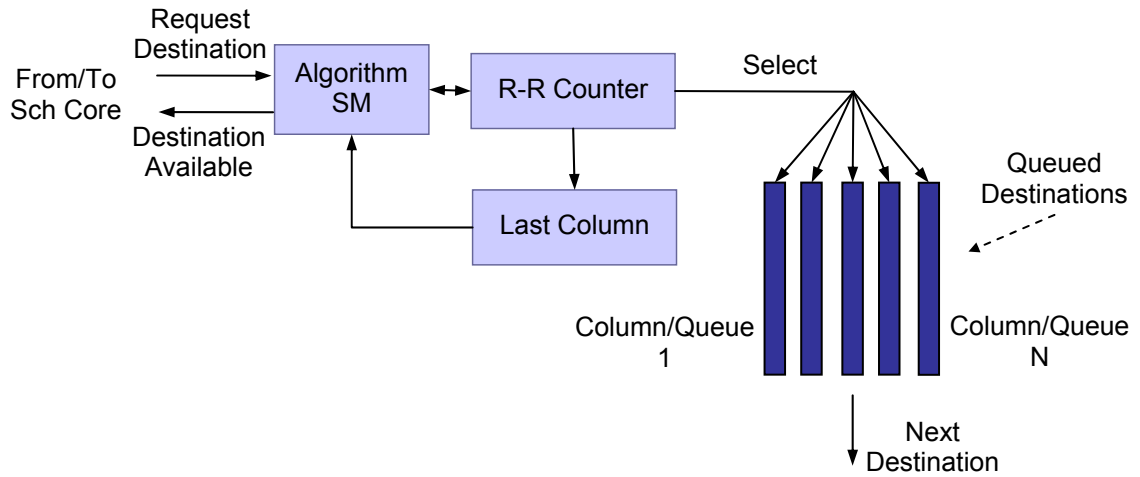 Request
Destination
From/To
Sch Core
Destination
Available
Algorithm
SM
R-R Counter
Last Column
Select
Queued
Destinations
Column/Queue
1
Column/Queue
N
Next
Destination